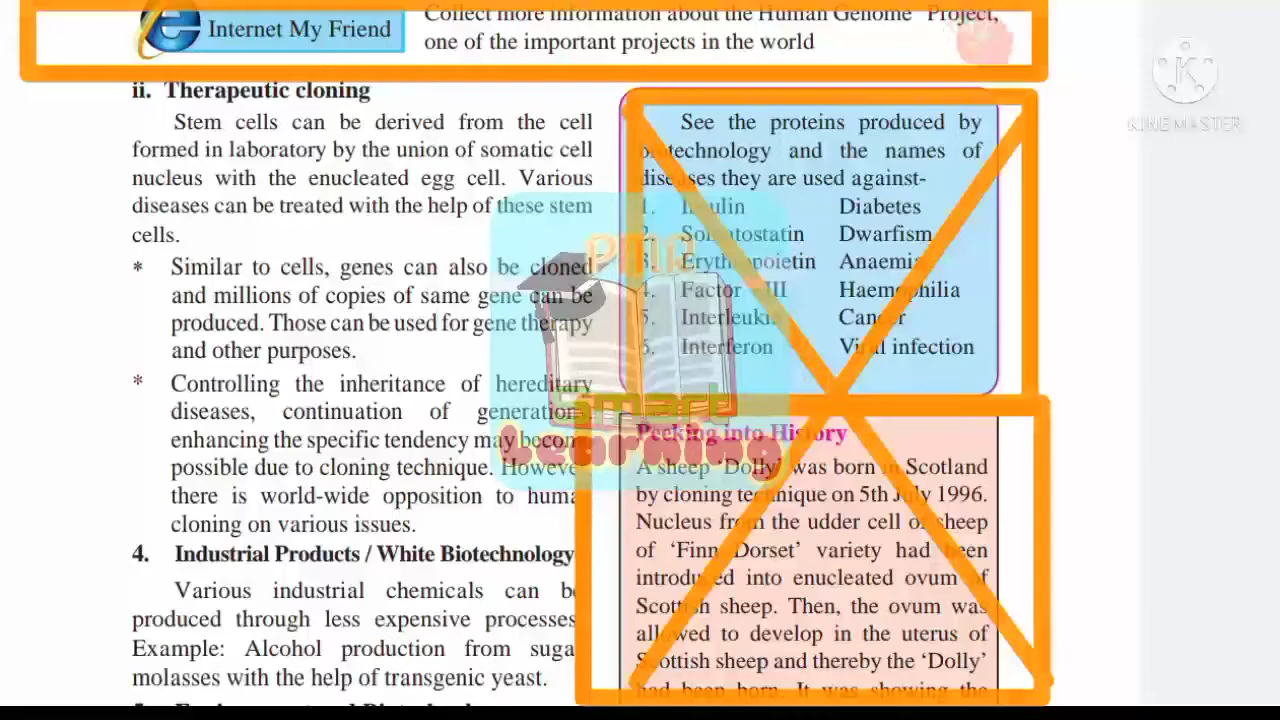 Internet My Friend
Collect more information about the Human Genome Project,
one of the important projects in the world
KINEMASTER
ii. Therapeutic cloning
Stem cells can be derived from the cell
formed in laboratory by the union of somatic cell
nucleus with the enucleated egg cell. Various
diseases can be treated with the help of these stem
cells.
* Similar to cells, genes can also be cloned
and millions of copies of same gene can be
produced. Those can be used for gene therapy
and other purposes.
* Controlling the inheritance of hereditary
diseases, continuation of generation
enhancing the specific tendency may becom
possible due to cloning technique. Howeve
there is world-wide opposition to huma
cloning on various issues.
4. Industrial Products / White Biotechnology
Various industrial chemicals can be
produced through less expensive processes
Example: Alcohol production from suga
molasses with the help of transgenic yeast.
See the proteins produced by
biotechnology and the names of
diseases they are used against-
1. Insulin Diabetes
2. Somatostatin Dwarfism
3. Erythropoietin Anaemia
4. Factor VIII Haemophilia
5. Interleukin Cancer
6. Interferon Viral infection
Peeking into History
A sheep ‘Dolly’ was born in Scotland
by cloning technique on 5th July 1996.
Nucleus from the udder cell of sheep
of ‘Finn Dorset’ variety had been
introduced into enucleated ovum of
Scottish sheep. Then, the ovum was
allowed to develop in the uterus of
Scottish sheep and thereby the ‘Dolly’
had been born. It was showing the
smart
Learning